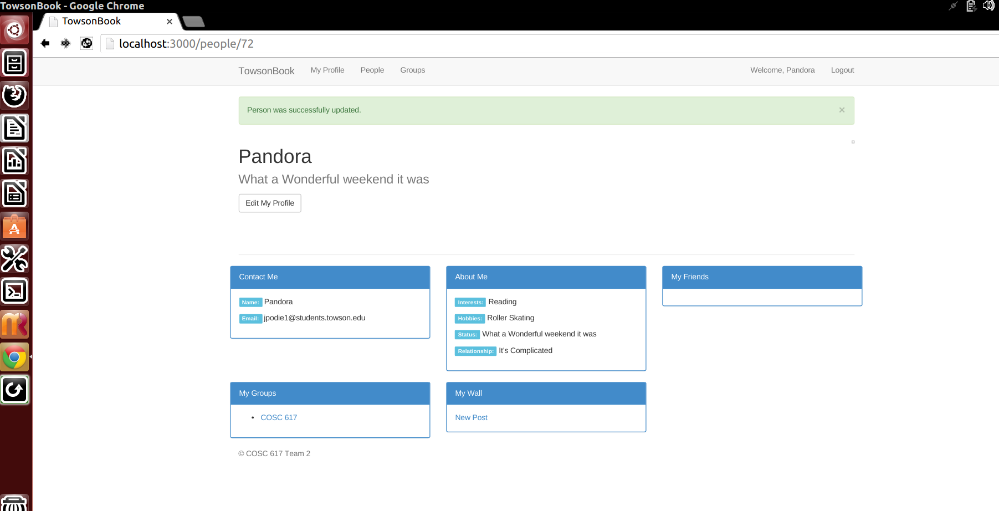 TowsonBook - Google Chrome
TowsonBook
localhost:3000/people/72
TowsonBook My Profile People Groups Welcome, Pandora Logout
Person was successfully updated. ×
Pandora
What a Wonderful weekend it was
Edit My Profile
Contact Me
Name: Pandora
Email: jpodie1@students.towson.edu
About Me
Interests: Reading
Hobbies: Roller Skating
Status: What a Wonderful weekend it was
Relationship: It's Complicated
My Friends
My Groups
• COSC 617
My Wall
New Post
© COSC 617 Team 2